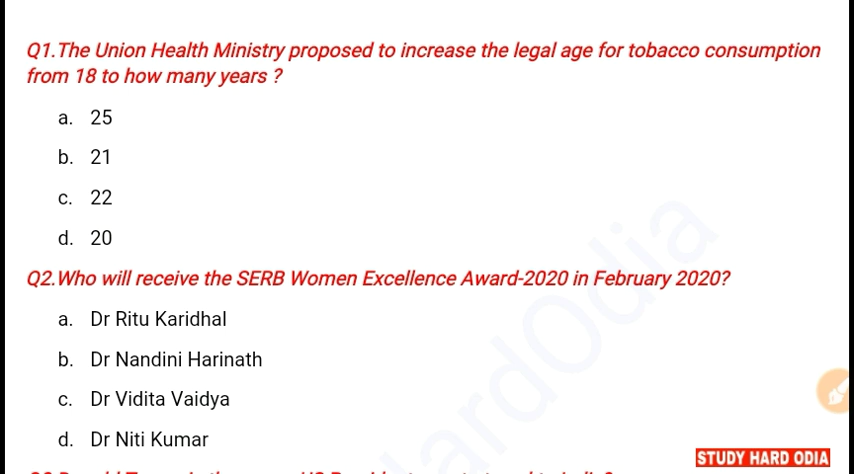 Q1.The Union Health Ministry proposed to increase the legal age for tobacco consumption
from 18 to how many years ?
a. 25
b. 21
c. 22
d. 20
Q2.Who will receive the SERB Women Excellence Award-2020 in February 2020?
a. Dr Ritu Karidhal
b. Dr Nandini Harinath
c. Dr Vidita Vaidya
d. Dr Niti Kumar
STUDY HARD ODIA
ardOdia